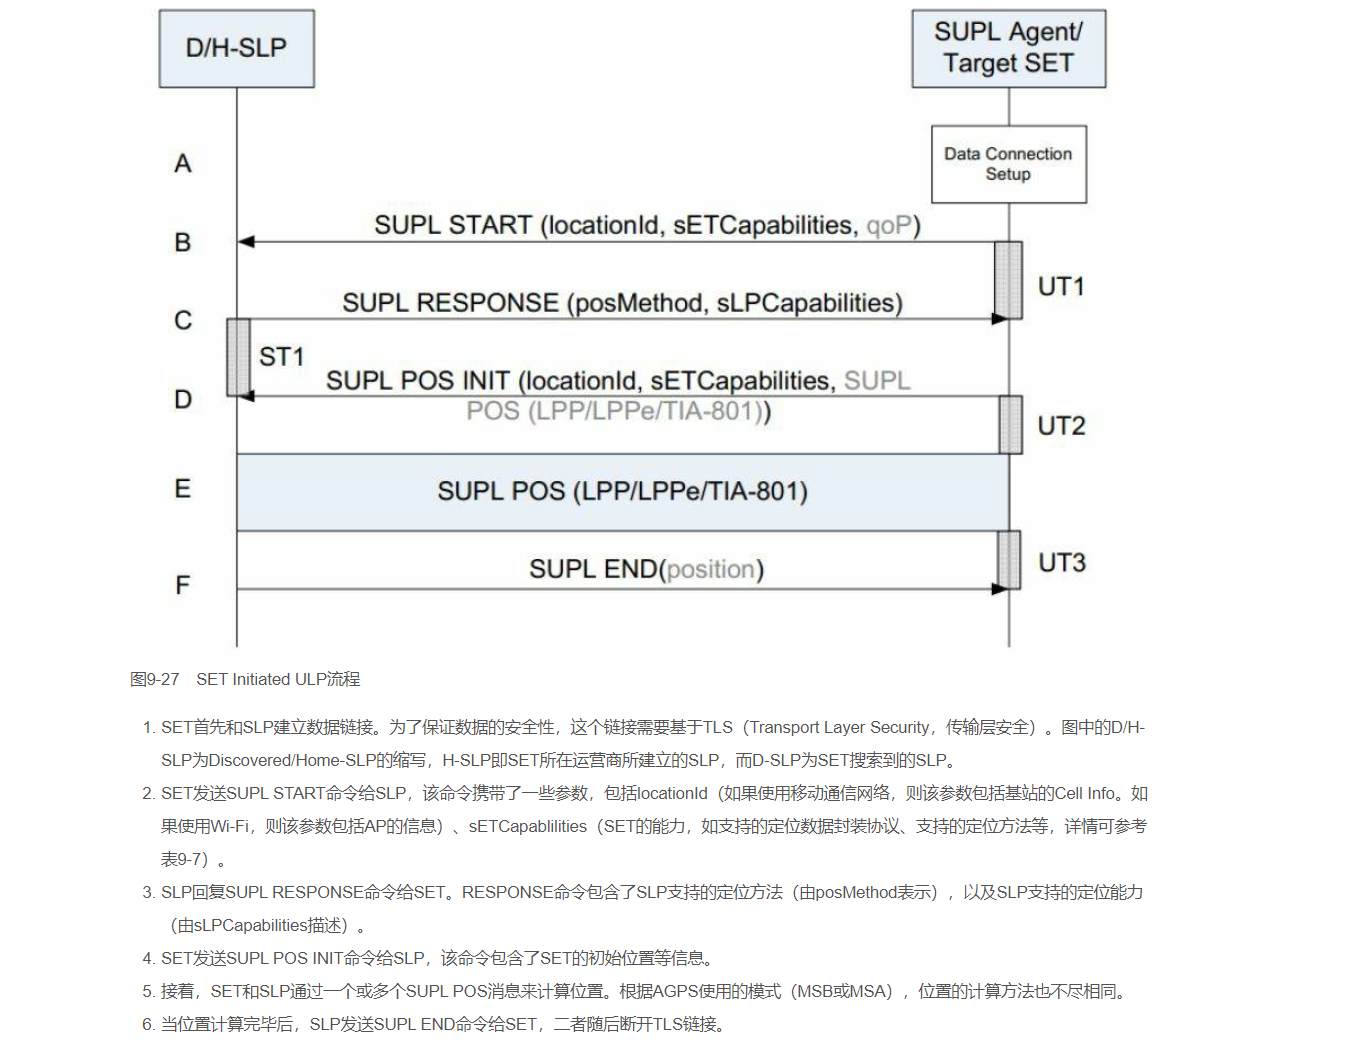 D/H-SLP
SUPL Agent/
Target SET
Data Connection
Setup
A
SUPL START (locationId, sETCapabilities, qoP)
B
UT1
SUPL RESPONSE (posMethod, sLPCapabilities)
C
ST1
SUPL POS INIT (locationId, sETCapabilities, SUPL
POS (LPP/LPPe/TIA-801))
D
UT2
E
SUPL POS (LPP/LPPe/TIA-801)
SUPL END(position)
UT3
F
图9-27 SET Initiated ULP流程
1. SET首先和SLP建立数据链接。为了保证数据的安全性，这个链接需要基于TLS（Transport Layer Security，传输层安全）。图中的D/H-
SLP为Discovered/Home-SLP的缩写，H-SLP即SET所在运营商所建立的SLP，而D-SLP为SET搜索到的SLP。
2. SET发送SUPL START命令给SLP，该命令携带了一些参数，包括locationId（如果使用移动通信网络，则该参数包括基站的Cell Info。如
果使用Wi-Fi，则该参数包括AP的信息）、sETCapablilities（SET的能力，如支持的定位数据封装协议、支持的定位方法等，详情可参考
表9-7）。
3. SLP回复SUPL RESPONSE命令给SET。RESPONSE命令包含了SLP支持的定位方法（由posMethod表示），以及SLP支持的定位能力
（由sLPCapabilities描述）。
4. SET发送SUPL POS INIT命令给SLP，该命令包含了SET的初始位置等信息。
5. 接着，SET和SLP通过一个或多个SUPL POS消息来计算位置。根据AGPS使用的模式（MSB或MSA），位置的计算方法也不尽相同。
6. 当位置计算完毕后，SLP发送SUPL END命令给SET，二者随后断开TLS链接。